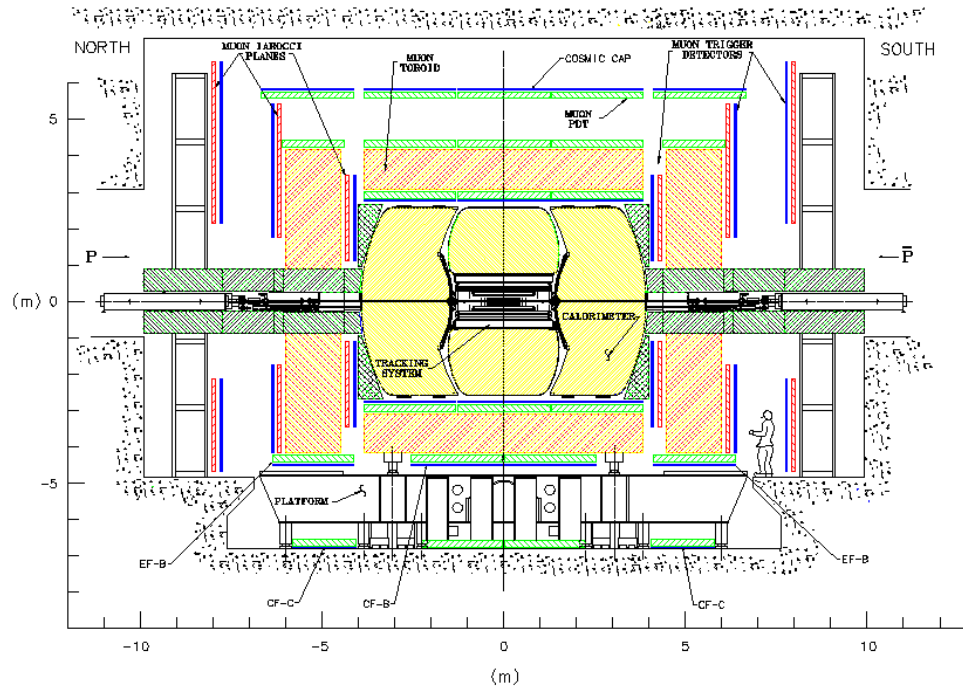 NORTH
MUON IAROCCI
PLANES
MUON
TOROID
COSMIC CAP
MUON TRIGGER
DETECTORS
SOUTH
MUON
PDT
5
P
P̅
(m)
0
CALORIMETER
TRACKING
SYSTEM
-5
PLATFORM
EF-B
EF-B
CF-C
CF-B
CF-C
-10
-5
0
5
10
(m)